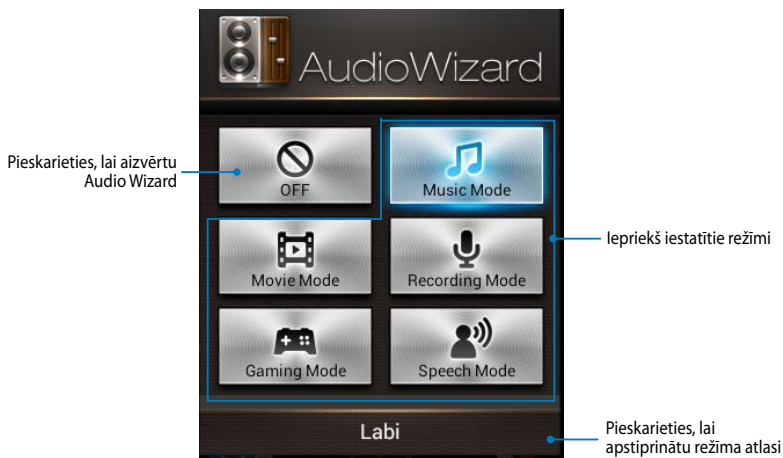 AudioWizard
Pieskarieties, lai aizvērtu
Audio Wizard
OFF
Music Mode
Movie Mode
Recording Mode
Iepriekš iestatītie režīmi
Gaming Mode
Speech Mode
Labi
Pieskarieties, lai
apstiprinātu režīma atlasi